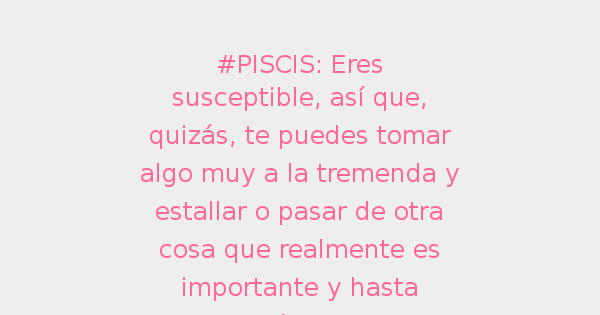 #PISCIS: Eres
susceptible, así que,
quizás, te puedes tomar
algo muy a la tremenda y
estallar o pasar de otra
cosa que realmente es
importante y hasta